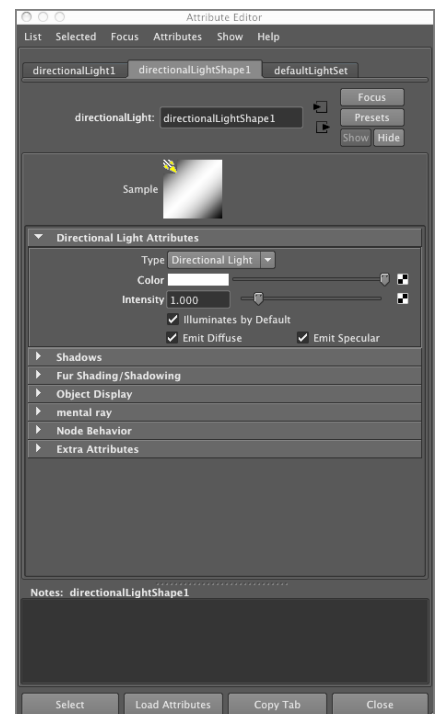 Attribute Editor
List Selected Focus Attributes Show Help
directionalLight1 directionalLightShape1 defaultLightSet
Focus
directionalLight: directionalLightShape1
Presets
Show Hide
Sample
Directional Light Attributes
Type Directional Light
Color
Intensity 1.000
Illuminates by Default
Emit Diffuse Emit Specular
Shadows
Fur Shading/Shadowing
Object Display
mental ray
Node Behavior
Extra Attributes
Notes: directionalLightShape1
Select Load Attributes Copy Tab Close